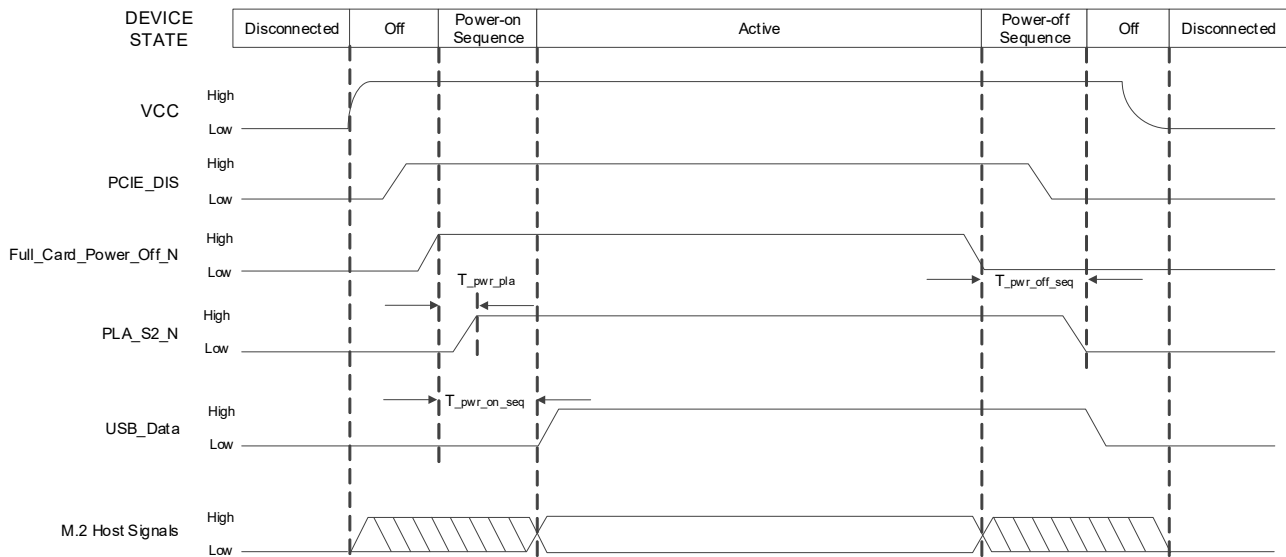 DEVICE
STATE
Disconnected
Off
Power-on
Sequence
Active
Power-off
Sequence
Off
Disconnected
VCC
High
Low
PCIE_DIS
High
Low
Full_Card_Power_Off_N
High
Low
T_pwr_pla
T_pwr_off_seq
PLA_S2_N
High
Low
T_pwr_on_seq
USB_Data
High
Low
M.2 Host Signals
High
Low